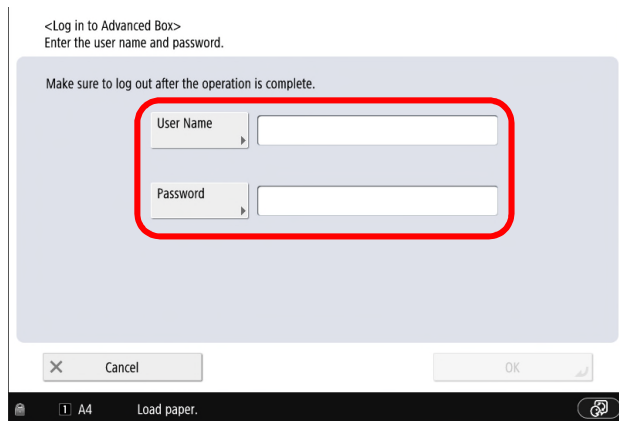 <Log in to Advanced Box>
Enter the user name and password.
Make sure to log out after the operation is complete.
User Name
Password
Cancel
OK
1 A4 Load paper.